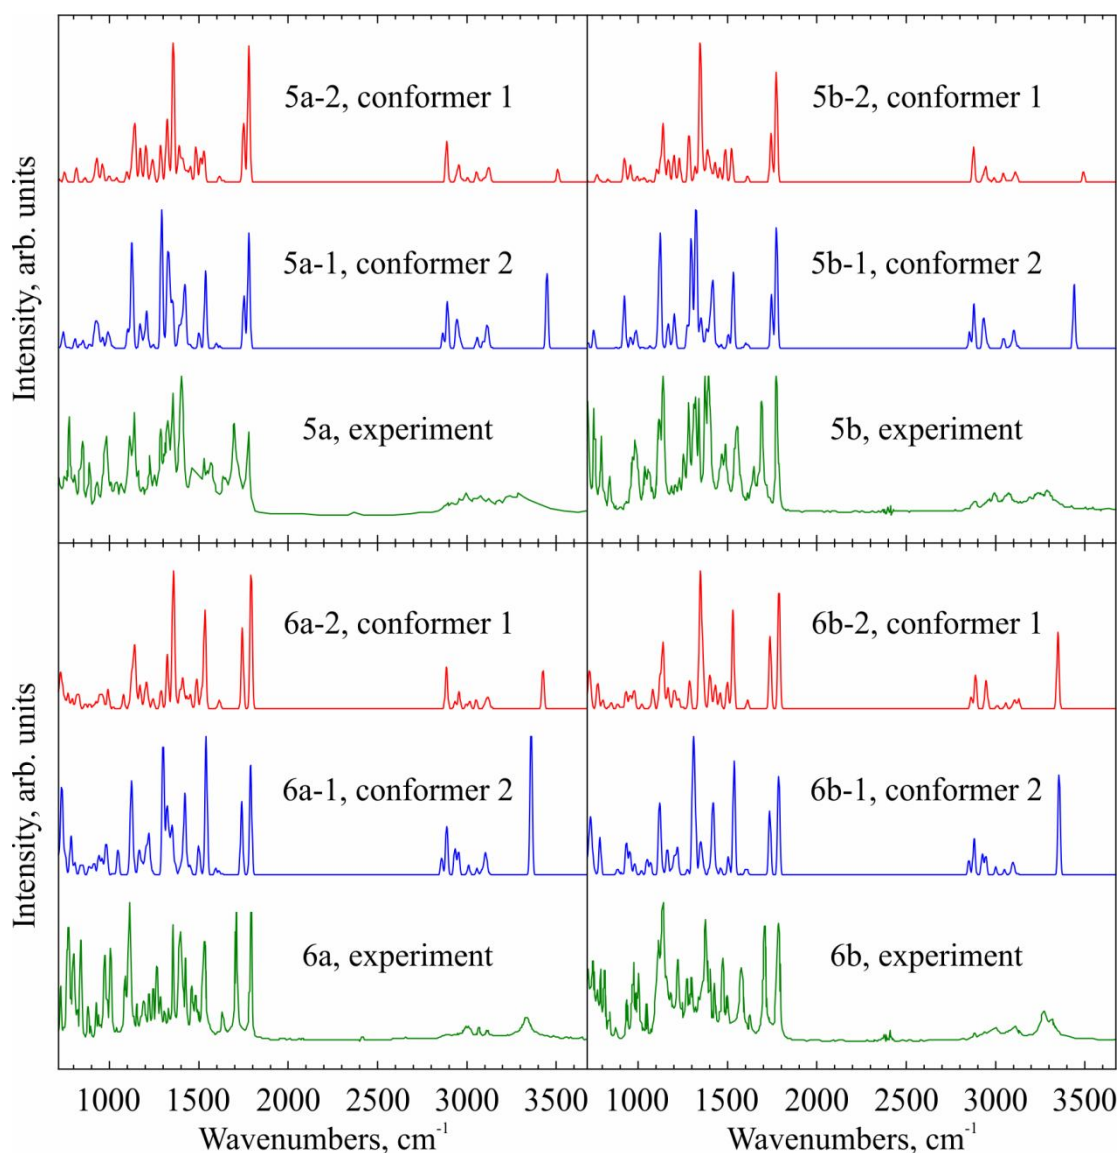 5a-2, conformer 1
5b-2, conformer 1
5a-1, conformer 2
5b-1, conformer 2
5a, experiment
5b, experiment
Intensity, arb. units
6a-2, conformer 1
6b-2, conformer 1
6a-1, conformer 2
6b-1, conformer 2
6a, experiment
6b, experiment
Intensity, arb. units
1000 1500 2000 2500 3000 3500
1000 1500 2000 2500 3000 3500
Wavenumbers, cm⁻¹
Wavenumbers, cm⁻¹